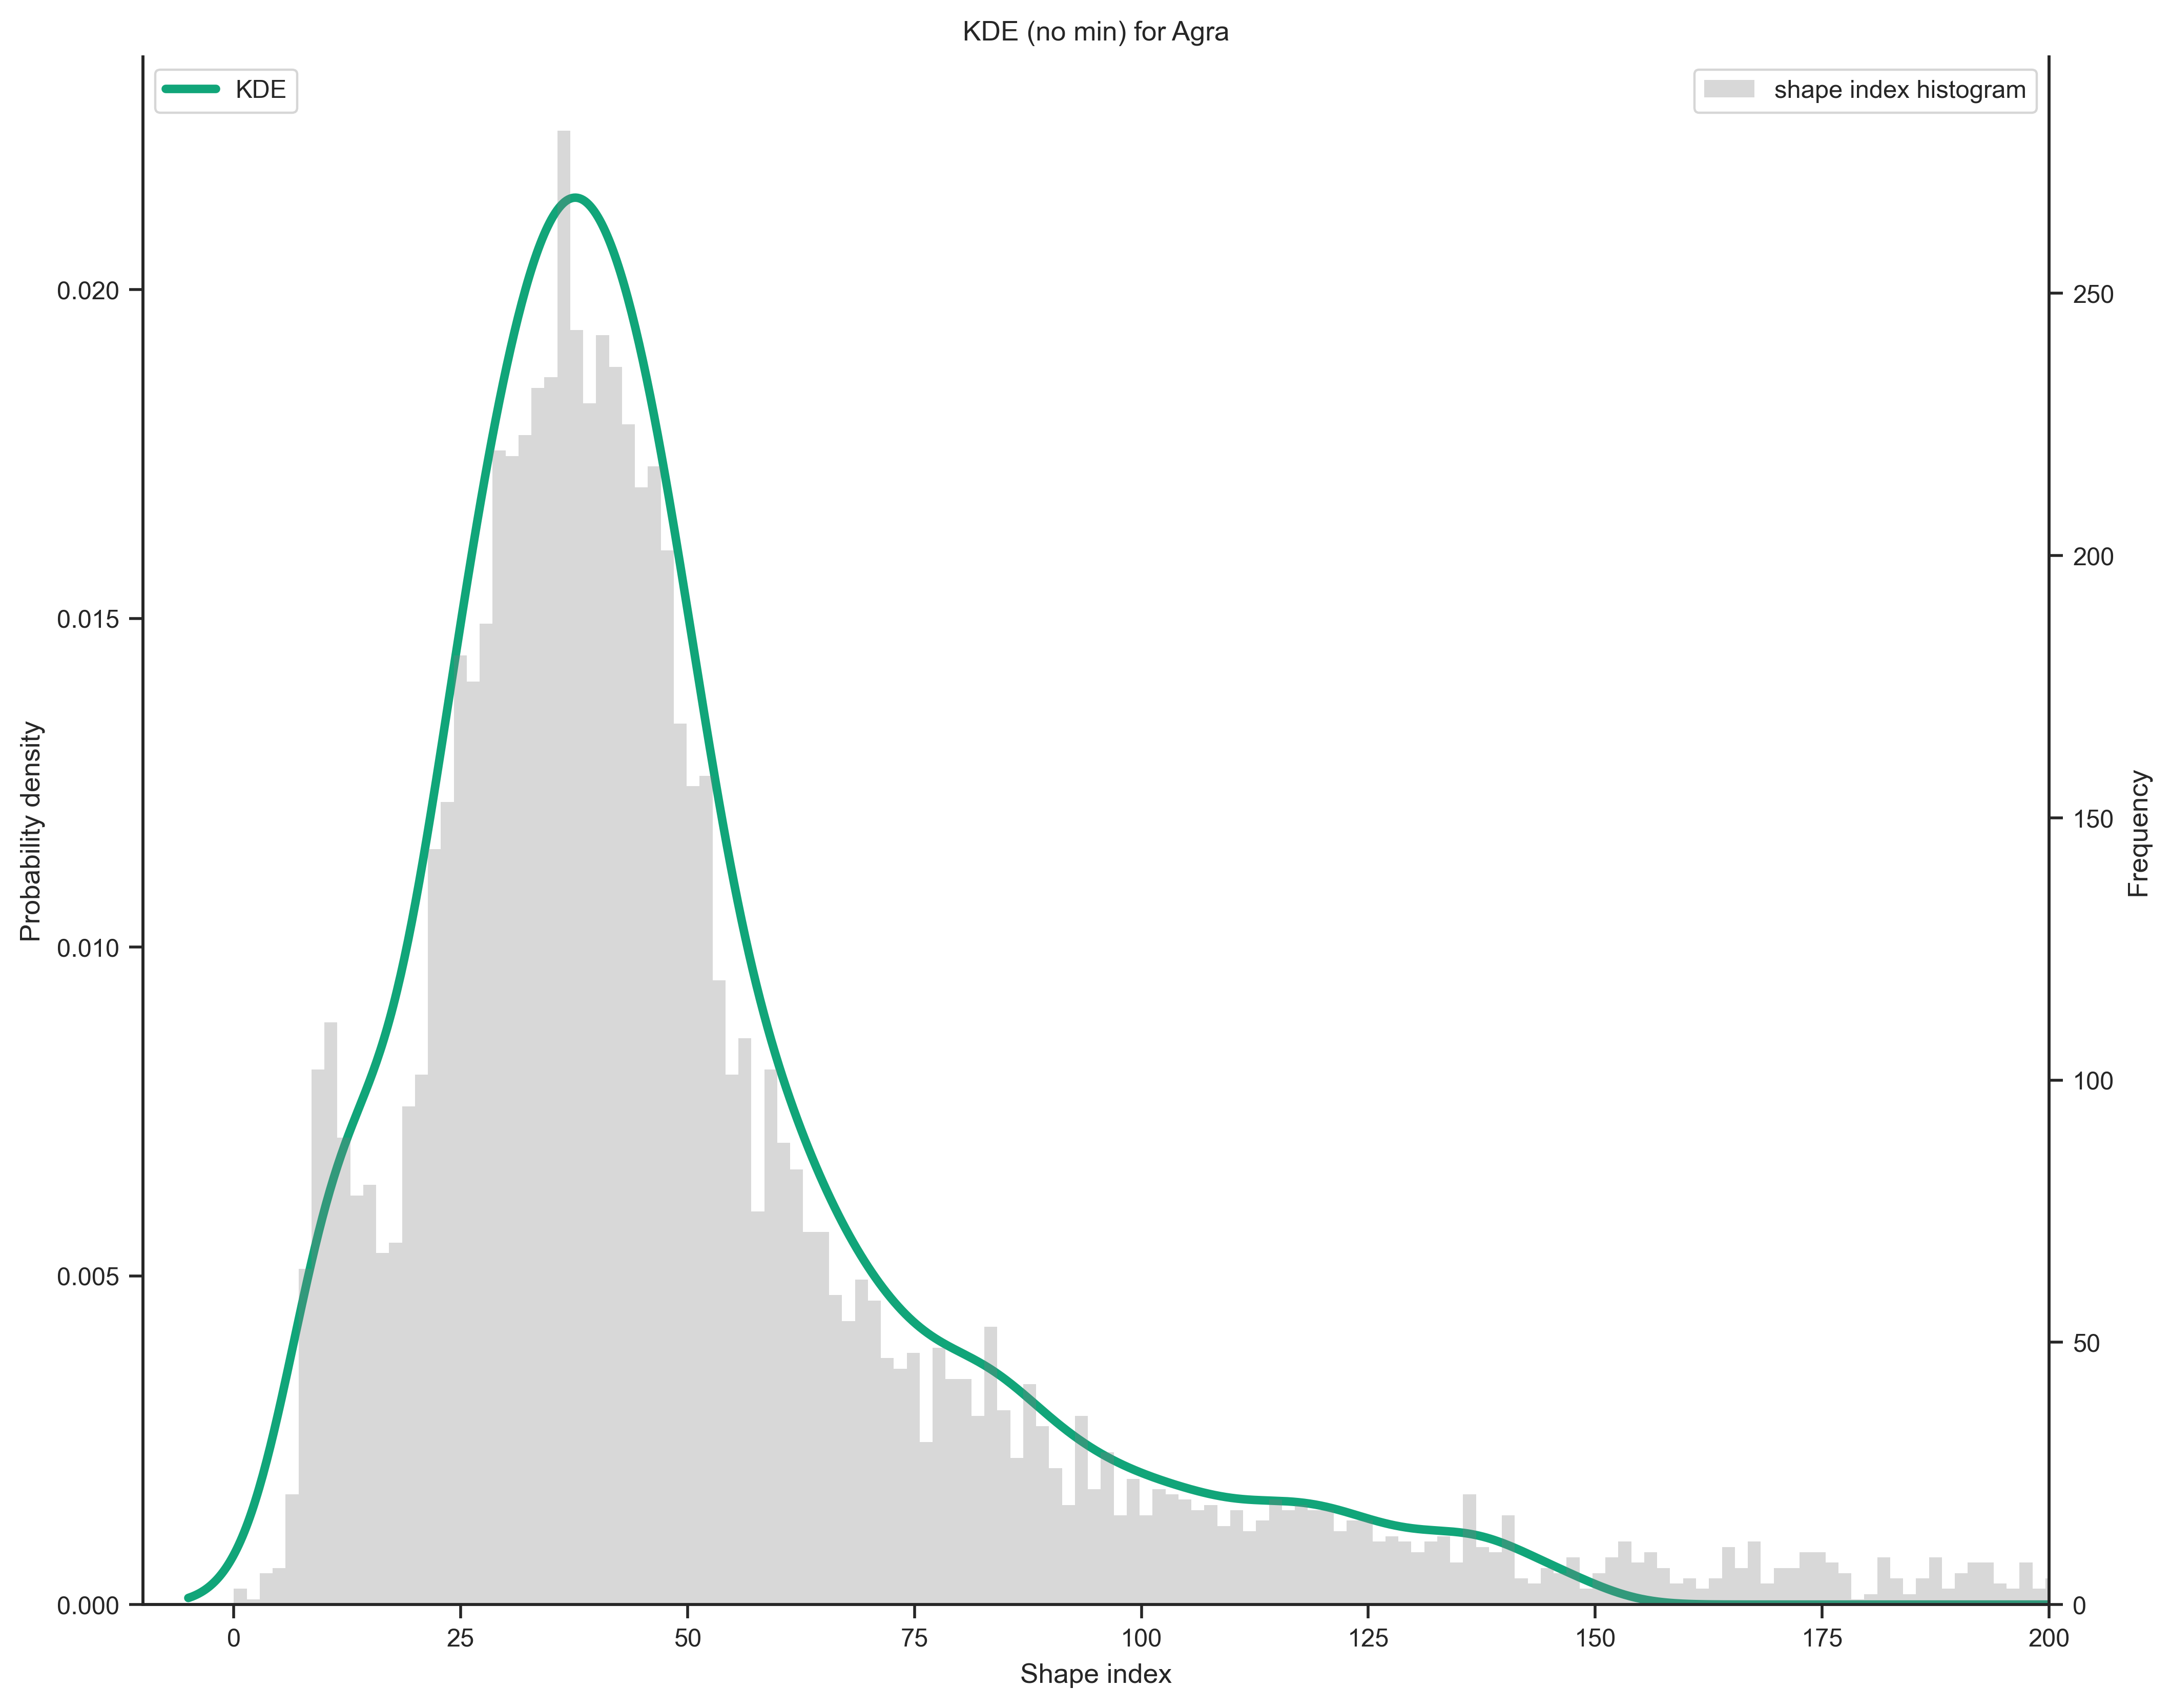 KDE (no min) for Agra
KDE
shape index histogram
0.020
0.015
0.010
0.005
0.000
Probability density
250
200
150
100
50
0
Frequency
0 25 50 75 100 125 150 175 200
Shape index